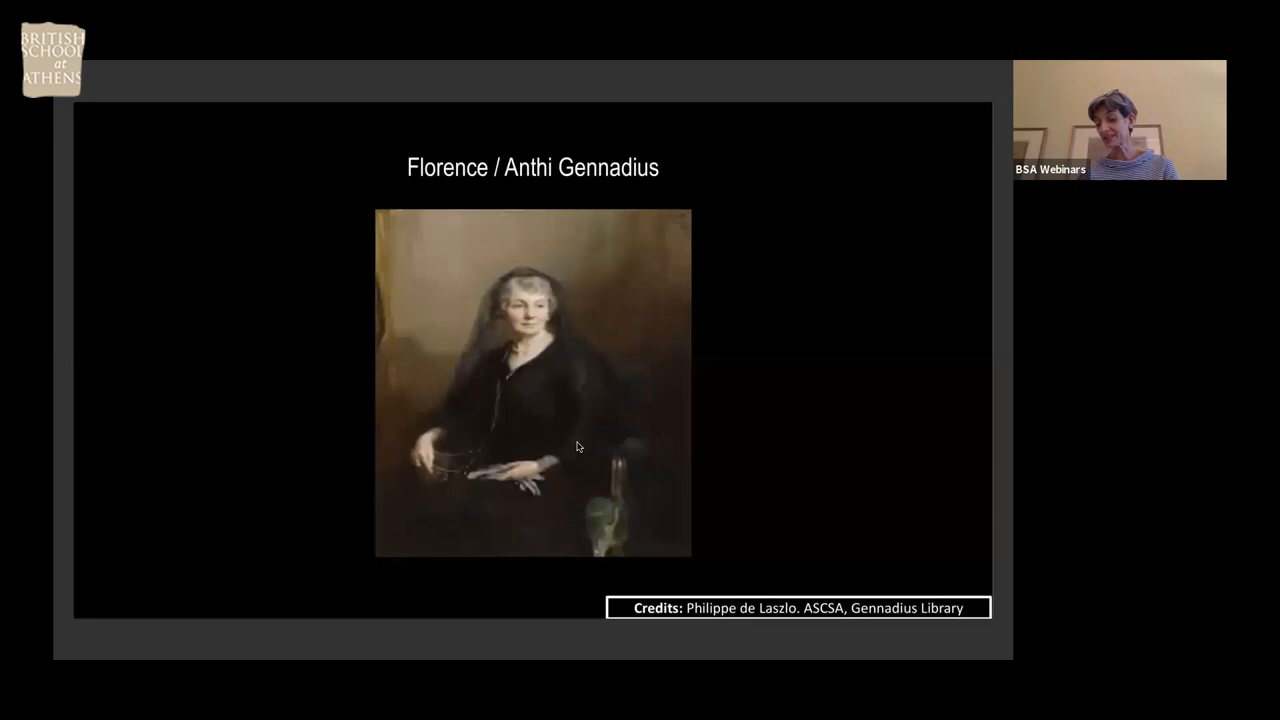 BRITISH
SCHOOL
at
ATHENS
Florence / Anthi Gennadius
BSA Webinars
Credits: Philippe de Laszlo. ASCSA, Gennadius Library